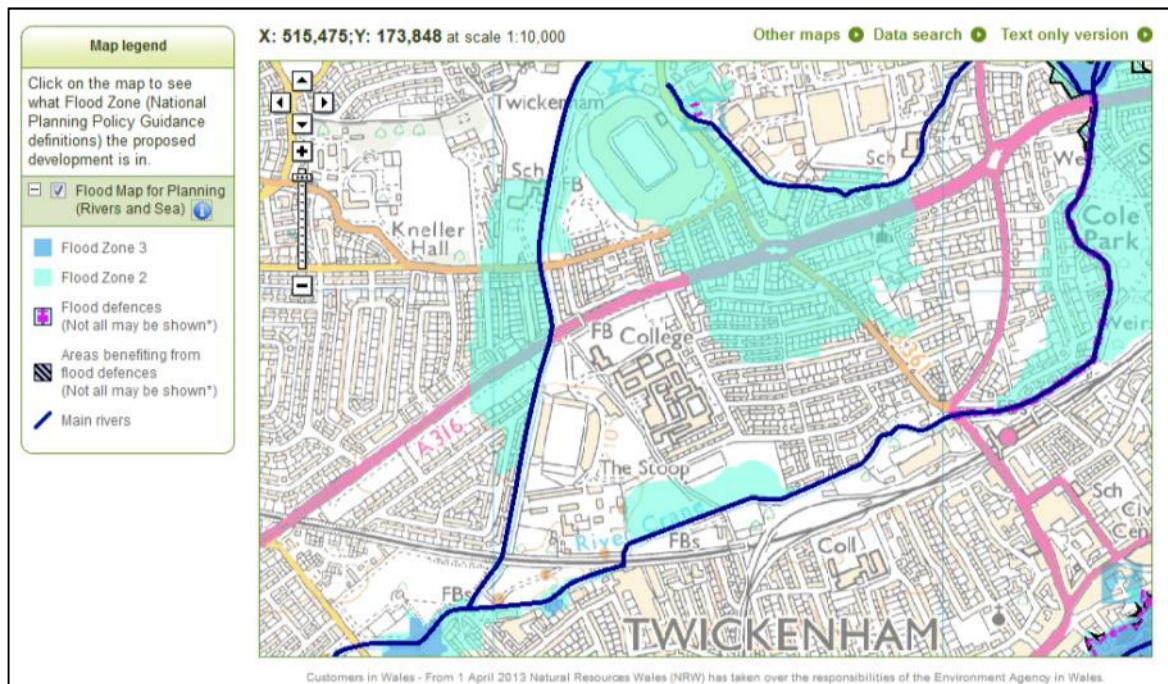 Map legend
Click on the map to see
what Flood Zone (National
Planning Policy Guidance
definitions) the proposed
development is in.
Flood Map for Planning
(Rivers and Sea)
Flood Zone 3
Flood Zone 2
Flood defences
(Not all may be shown*)
Areas benefiting from
flood defences
(Not all may be shown*)
Main rivers
X: 515,475;Y: 173,848 at scale 1:10,000
Other maps
Data search
Text only version
Twickenham
Sch
FB
Sch
Kneller
Hall
Cole
Park
Weir
FB College
A316
The Stoop
River Crane
FBs
FBs
Coll
Sch
TWICKENHAM
Customers in Wales - From 1 April 2013 Natural Resources Wales (NRW) has taken over the responsibilities of the Environment Agency in Wales.